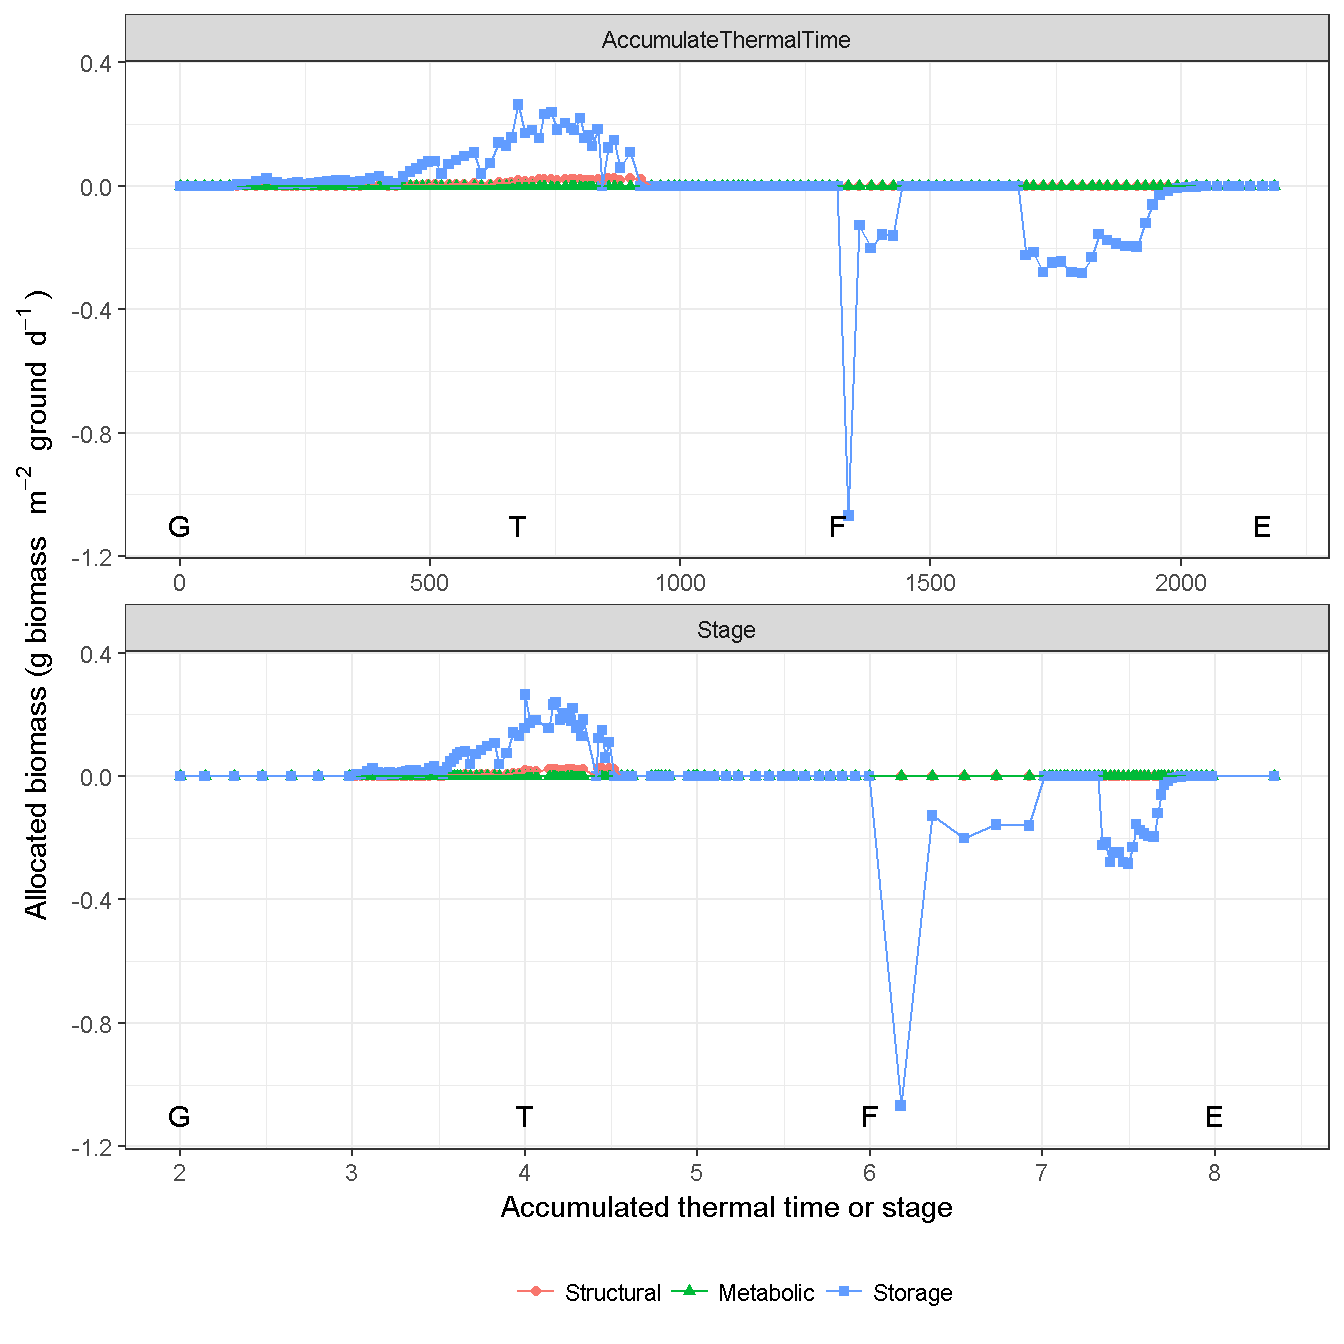 AccumulateThermalTime
0.4
0.0
-0.4
-0.8
-1.2
G T F E
0 500 1000 1500 2000
Allocated biomass (g biomass m⁻² ground d⁻¹)
Stage
0.4
0.0
-0.4
-0.8
-1.2
G T F E
2 3 4 5 6 7 8
Accumulated thermal time or stage
Structural Metabolic Storage